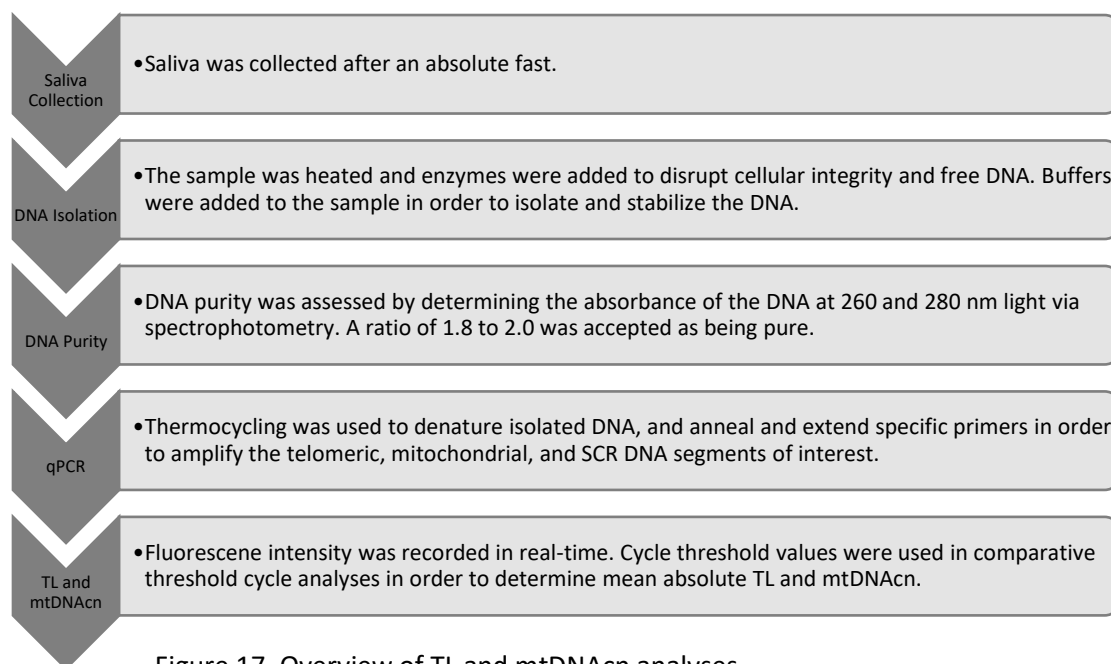 Saliva
Collection
•Saliva was collected after an absolute fast.
DNA Isolation
•The sample was heated and enzymes were added to disrupt cellular integrity and free DNA. Buffers
were added to the sample in order to isolate and stabilize the DNA.
DNA Purity
•DNA purity was assessed by determining the absorbance of the DNA at 260 and 280 nm light via
spectrophotometry. A ratio of 1.8 to 2.0 was accepted as being pure.
qPCR
•Thermocycling was used to denature isolated DNA, and anneal and extend specific primers in order
to amplify the telomeric, mitochondrial, and SCR DNA segments of interest.
TL and
mtDNAcn
•Fluorescene intensity was recorded in real-time. Cycle threshold values were used in comparative
threshold cycle analyses in order to determine mean absolute TL and mtDNAcn.
Figure 17. Overview of TL and mtDNAcn analyses